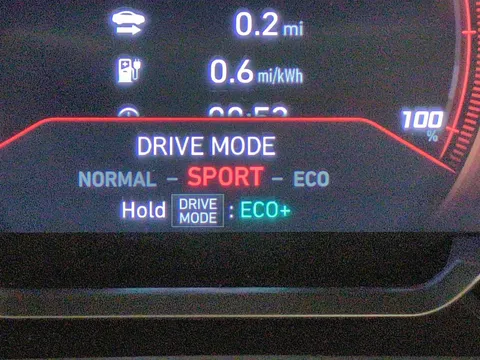 0.2 mi
0.6 mi/kWh
100
%
DRIVE MODE
NORMAL – SPORT – ECO
Hold DRIVE MODE : ECO+